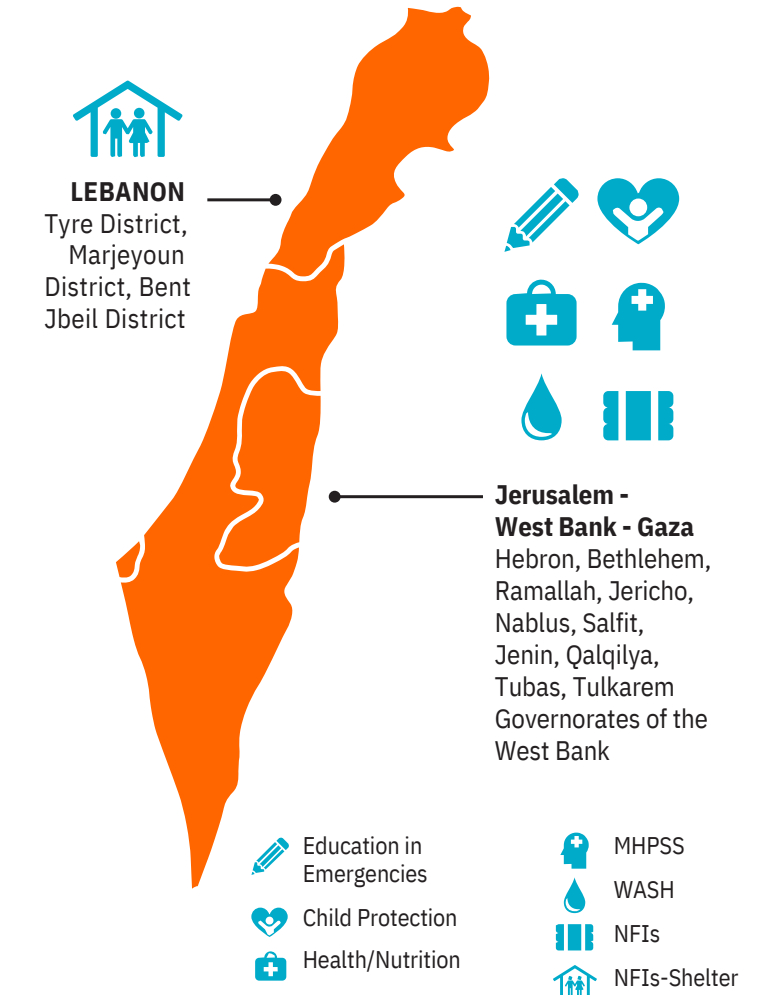 LEBANON
Tyre District,
Marjeyoun
District, Bent
Jbeil District
Jerusalem -
West Bank - Gaza
Hebron, Bethlehem,
Ramallah, Jericho,
Nablus, Salfit,
Jenin, Qalqilya,
Tubas, Tulkarem
Governorates of the
West Bank
Education in
Emergencies
Child Protection
Health/Nutrition
MHPSS
WASH
NFIs
NFIs-Shelter